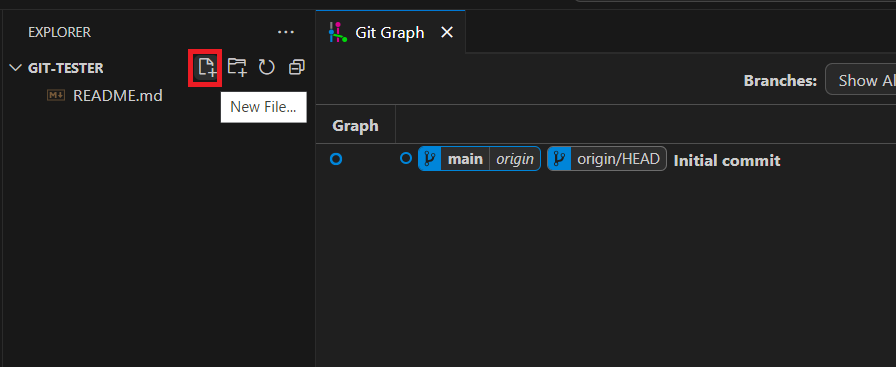 EXPLORER
Git Graph
GIT-TESTER
README.md
New File...
Branches: Show Al
Graph
main origin origin/HEAD Initial commit